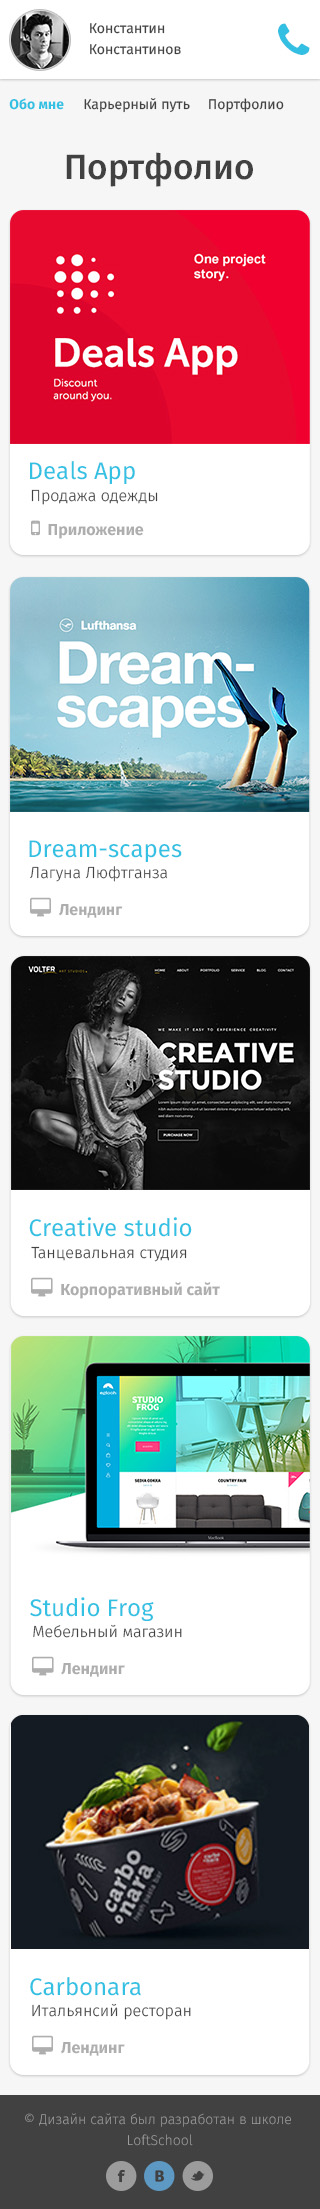 Константин
Константинов
Обо мне
Карьерный путь
Портфолио
Портфолио
One project
story.
Deals App
Discount
around you.
Deals App
Продажа одежды
Приложение
Lufthansa
Dream-
scapes
Dream-scapes
Лагуна Люфтганза
Лендинг
VOLTER ART STUDIOS
HOME ABOUT PORTFOLIO SERVICE BLOG CONTACT
WE MAKE IT EASY TO EXPERIENCE CREATIVITY
CREATIVE
STUDIO
PURCHASE NOW
Creative studio
Танцевальная студия
Корпоративный сайт
STUDIO
FROG
COUNTRY FAIR
MacBook
Studio Frog
Мебельный магазин
Лендинг
carbo
nara
Carbonara
Итальянсий ресторан
Лендинг
© Дизайн сайта был разработан в школе
LoftSchool
f
B